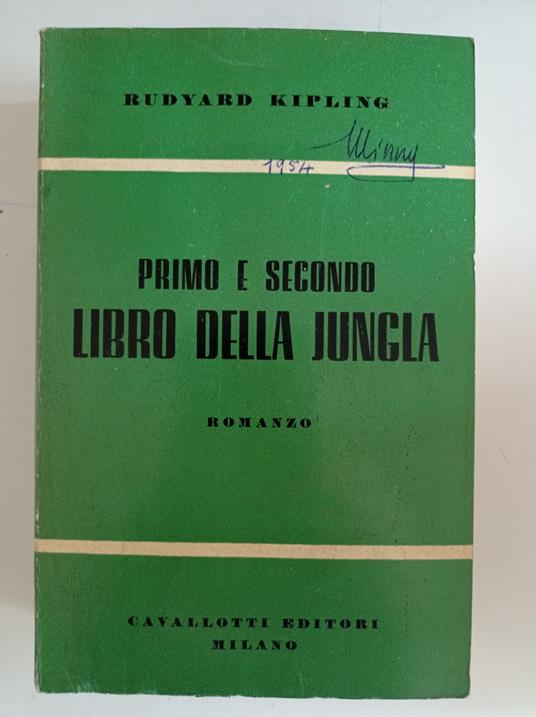 RUDYARD KIPLING
1954
PRIMO E SECONDO
LIBRO DELLA JUNGLA
ROMANZO
CAVALLOTTI EDITORI
MILANO